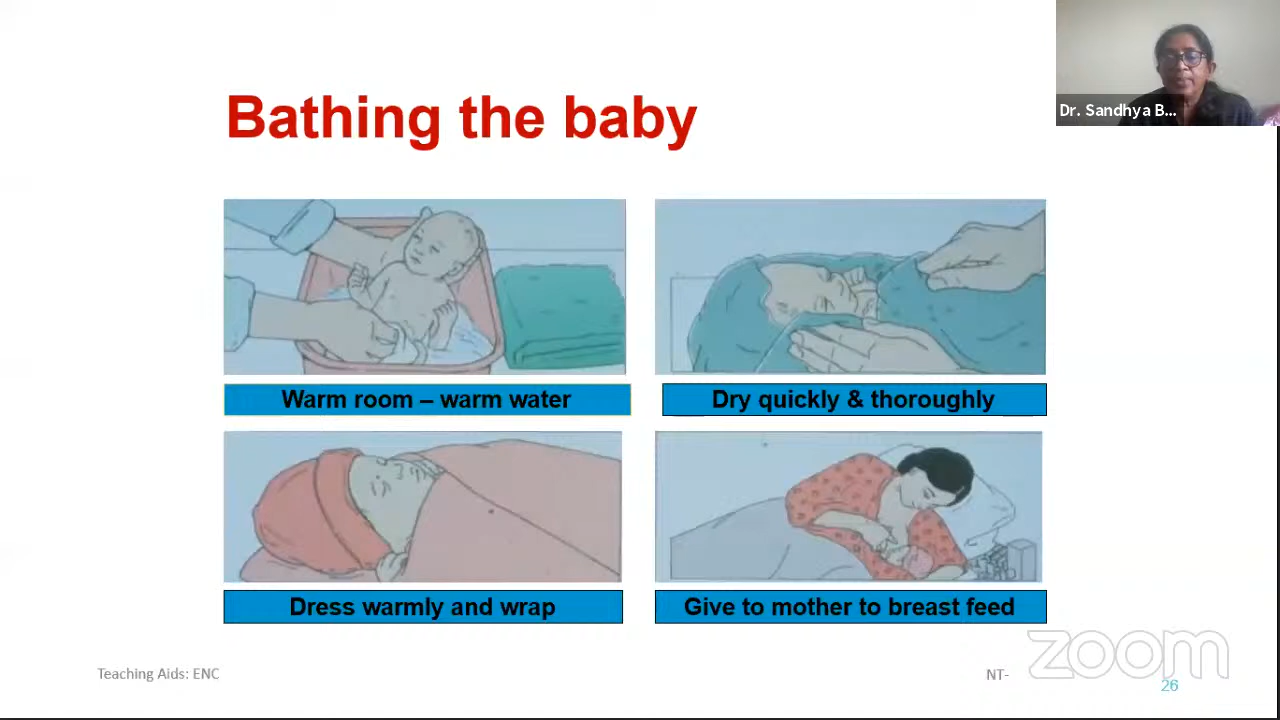 Dr. Sandhya B...
Bathing the baby
Warm room – warm water
Dry quickly & thoroughly
Dress warmly and wrap
Give to mother to breast feed
Teaching Aids: ENC
NT-
zoom
26